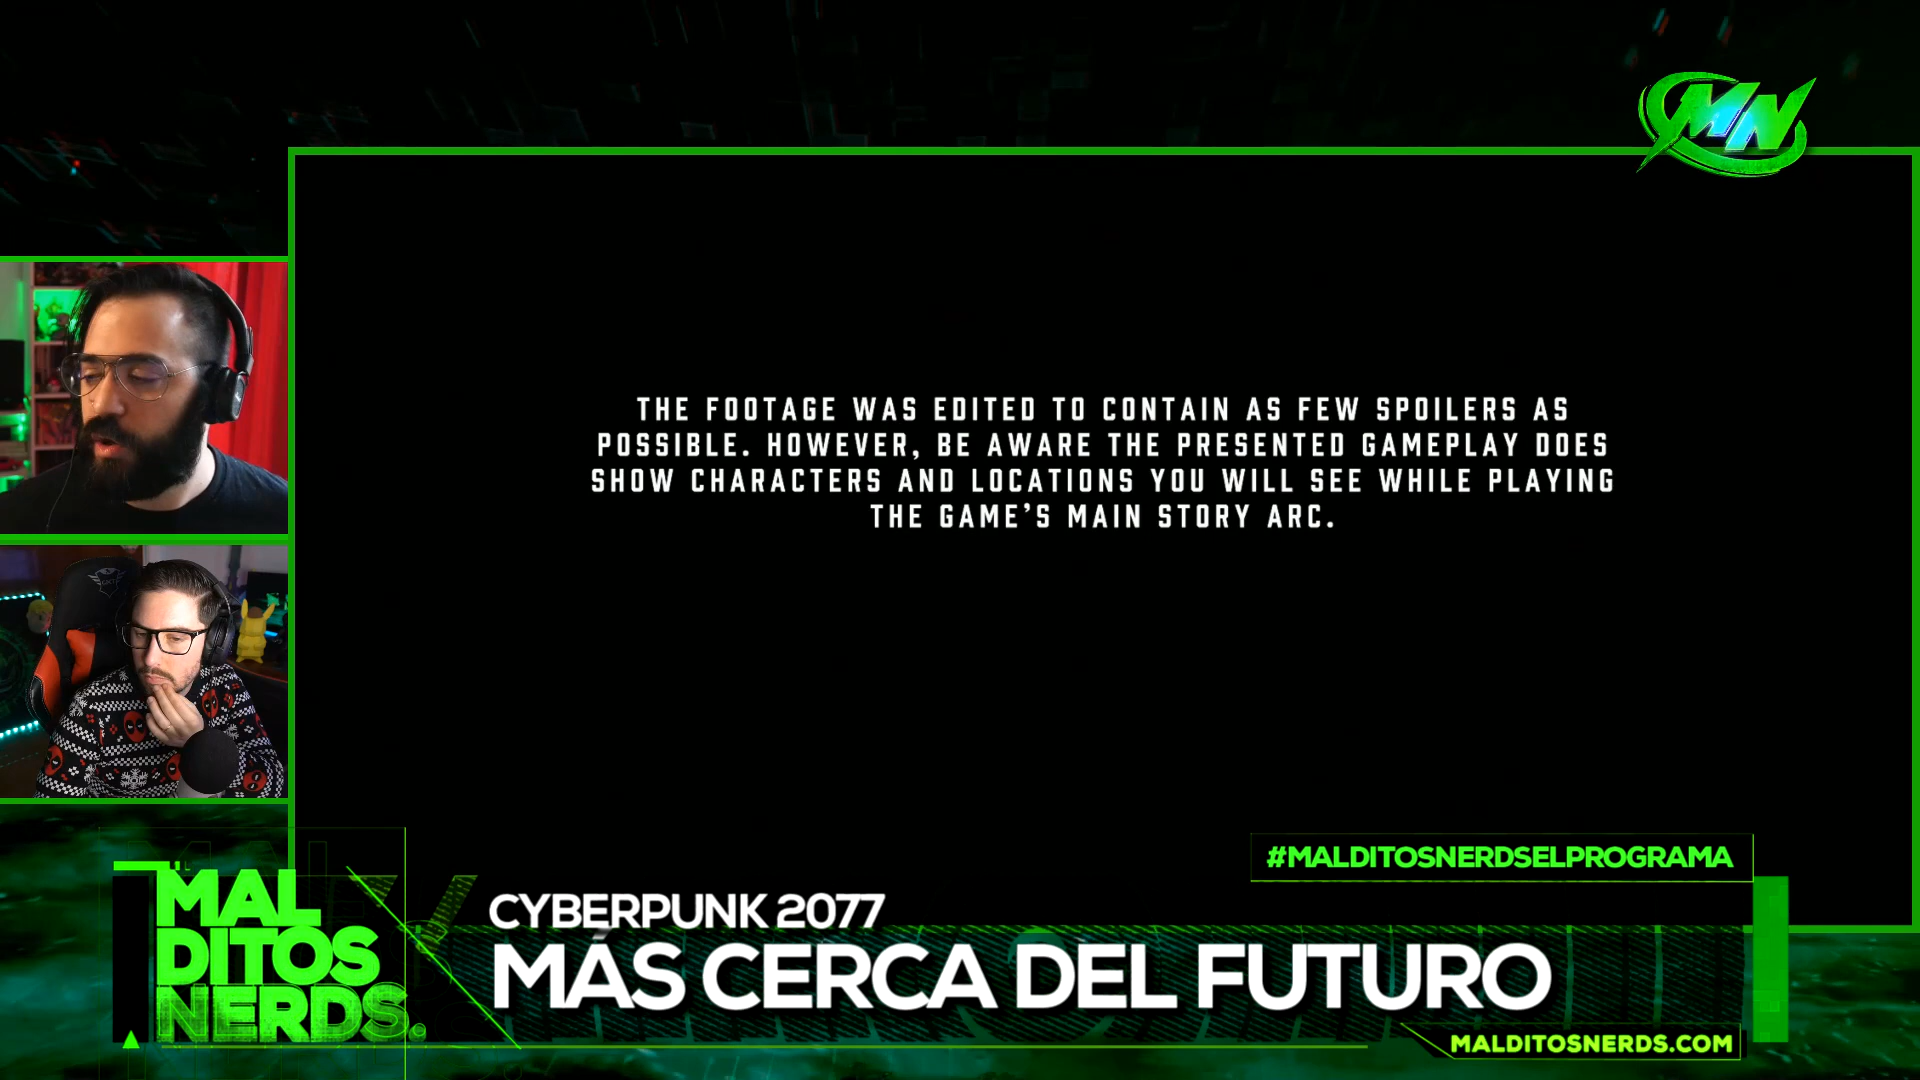 MN
THE FOOTAGE WAS EDITED TO CONTAIN AS FEW SPOILERS AS
POSSIBLE. HOWEVER, BE AWARE THE PRESENTED GAMEPLAY DOES
SHOW CHARACTERS AND LOCATIONS YOU WILL SEE WHILE PLAYING
THE GAME'S MAIN STORY ARC.
#MALDITOSNERDSELPROGRAMA
MAL
DITOS
NERDS.
CYBERPUNK 2077
MÁS CERCA DEL FUTURO
MALDITOSNERDS.COM